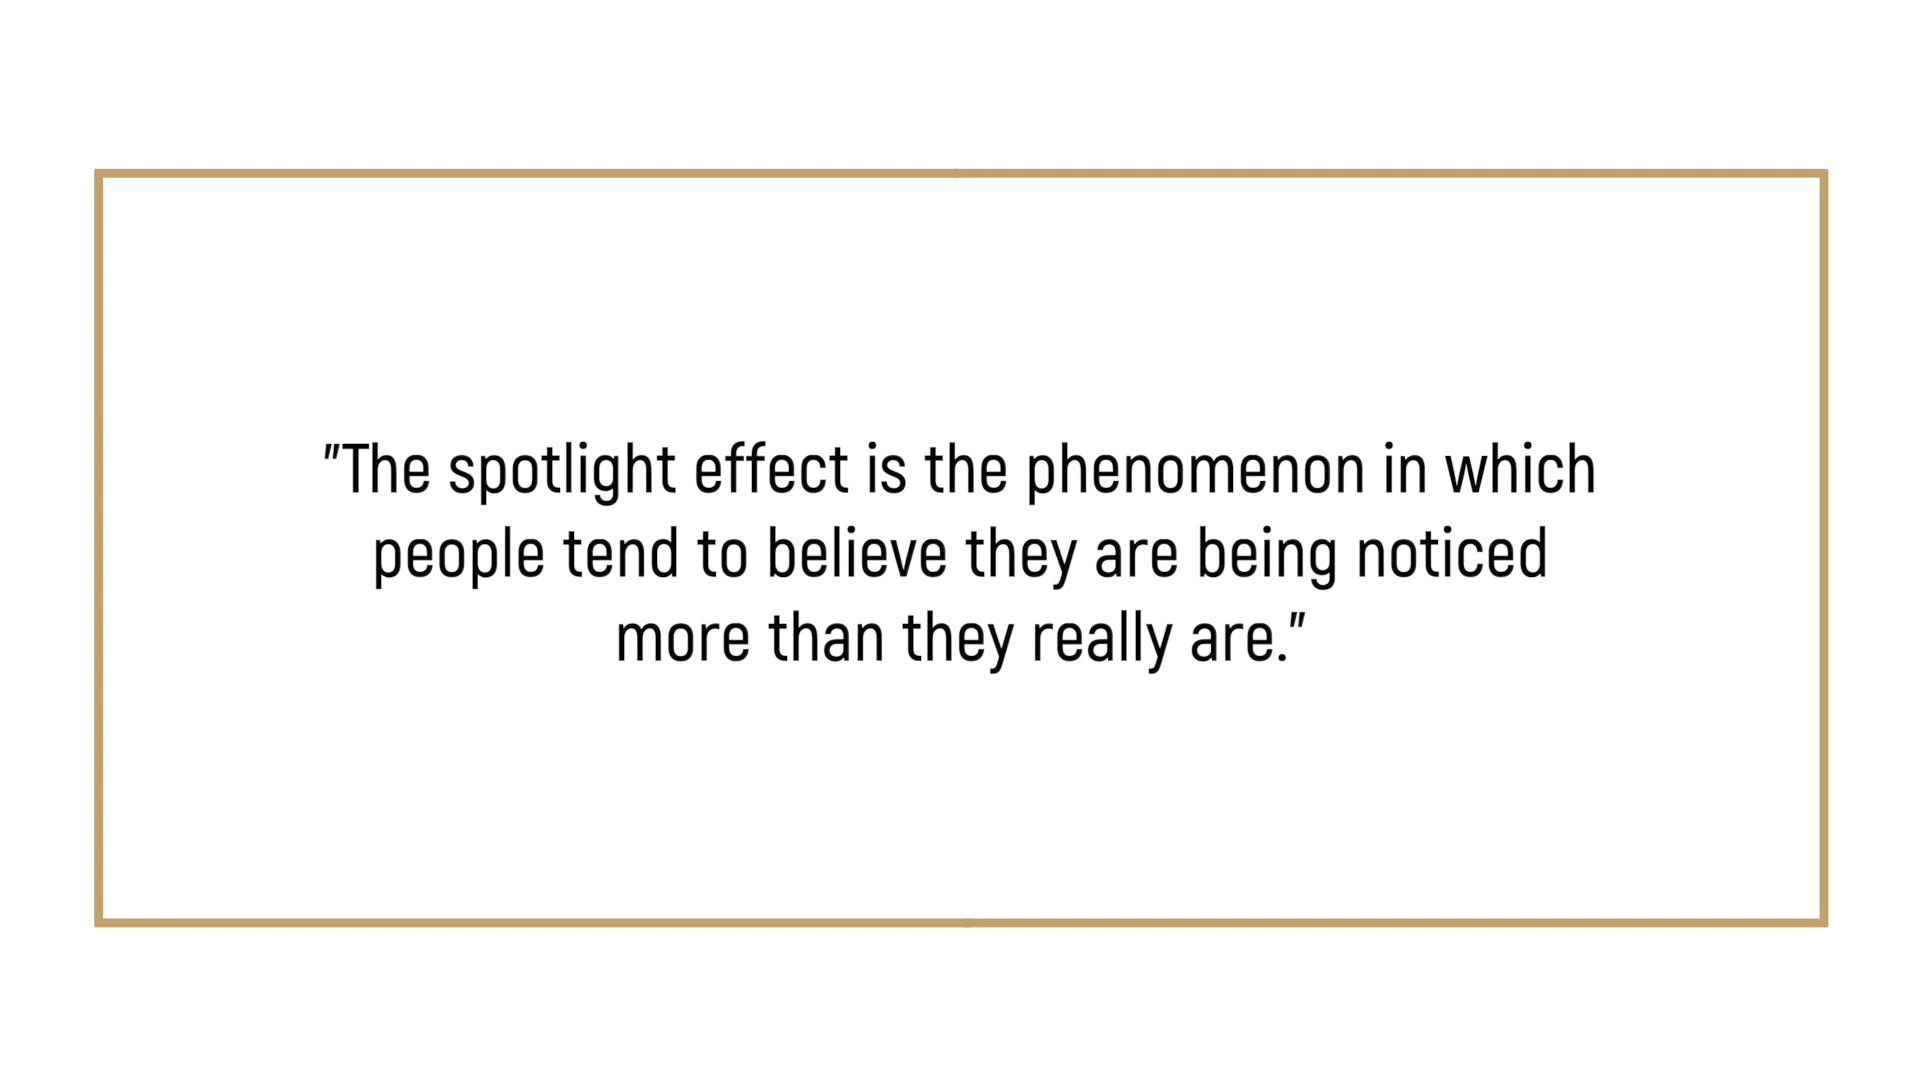 "The spotlight effect is the phenomenon in which
people tend to believe they are being noticed
more than they really are."